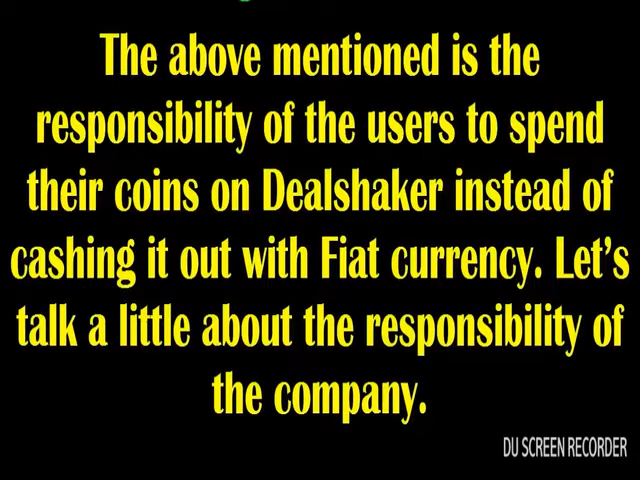 The above mentioned is the
responsibility of the users to spend
their coins on Dealshaker instead of
cashing it out with Fiat currency. Let's
talk a little about the responsibility of
the company.
DU SCREEN RECORDER